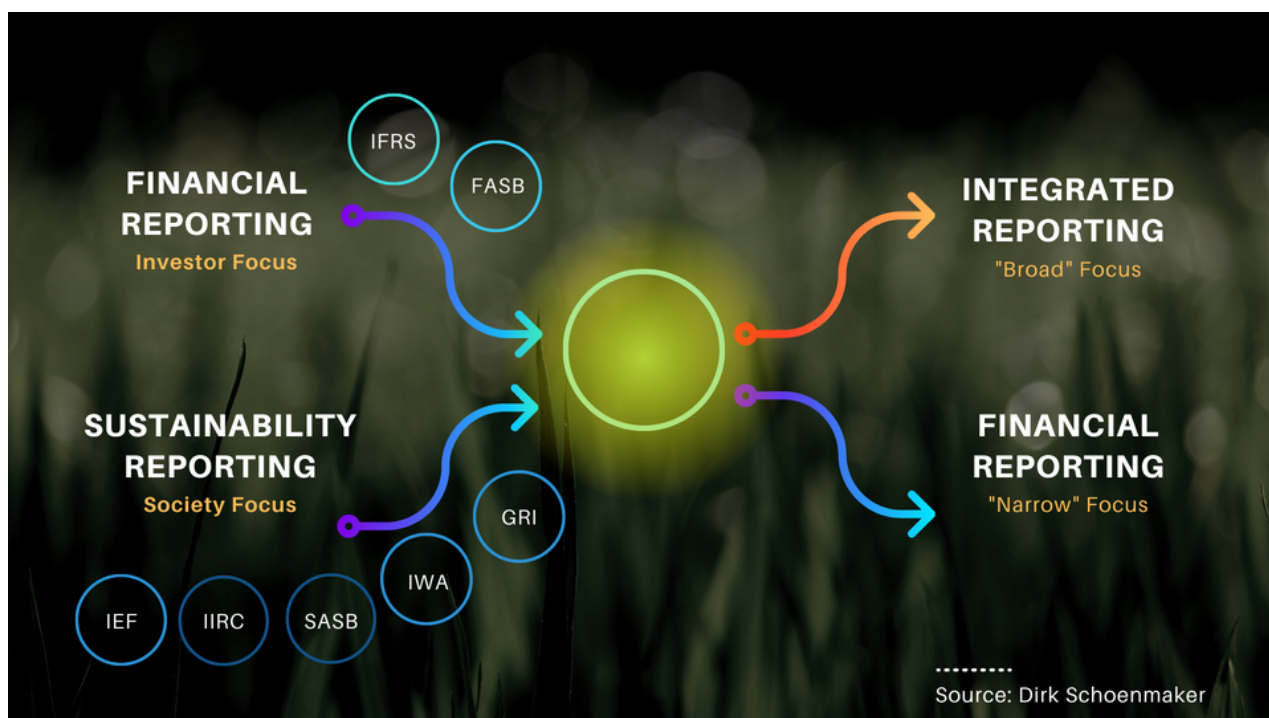 IFRS
FASB
FINANCIAL
REPORTING
Investor Focus
INTEGRATED
REPORTING
"Broad" Focus
SUSTAINABILITY
REPORTING
Society Focus
FINANCIAL
REPORTING
"Narrow" Focus
GRI
IWA
IEF
IIRC
SASB
Source: Dirk Schoenmaker